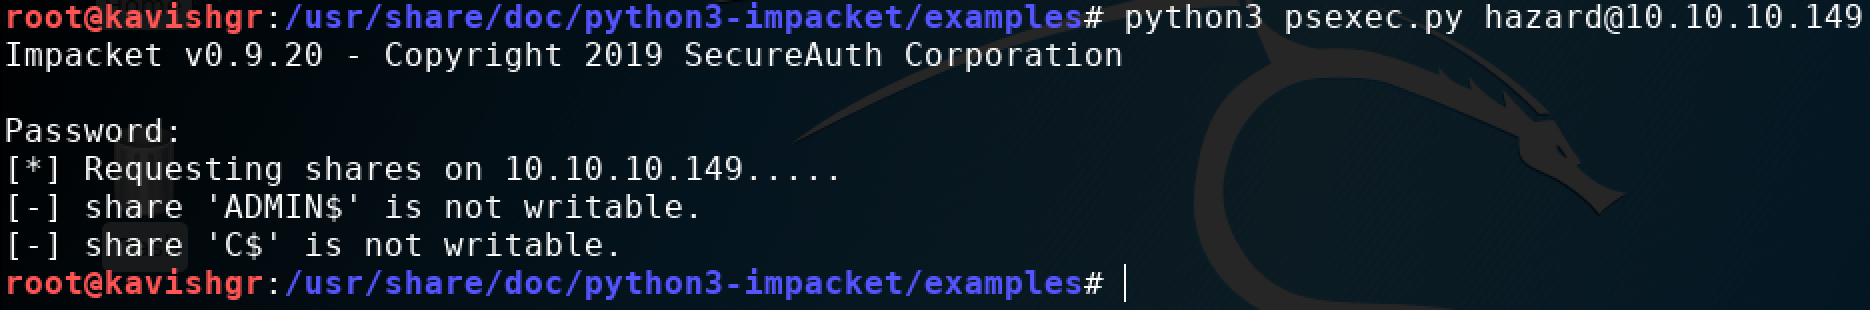 root@kavishgr:/usr/share/doc/python3-impacket/examples# python3 psexec.py hazard@10.10.10.149
Impacket v0.9.20 - Copyright 2019 SecureAuth Corporation
Password:
[*] Requesting shares on 10.10.10.149.....
[-] share 'ADMIN$' is not writable.
[-] share 'C$' is not writable.
root@kavishgr:/usr/share/doc/python3-impacket/examples#